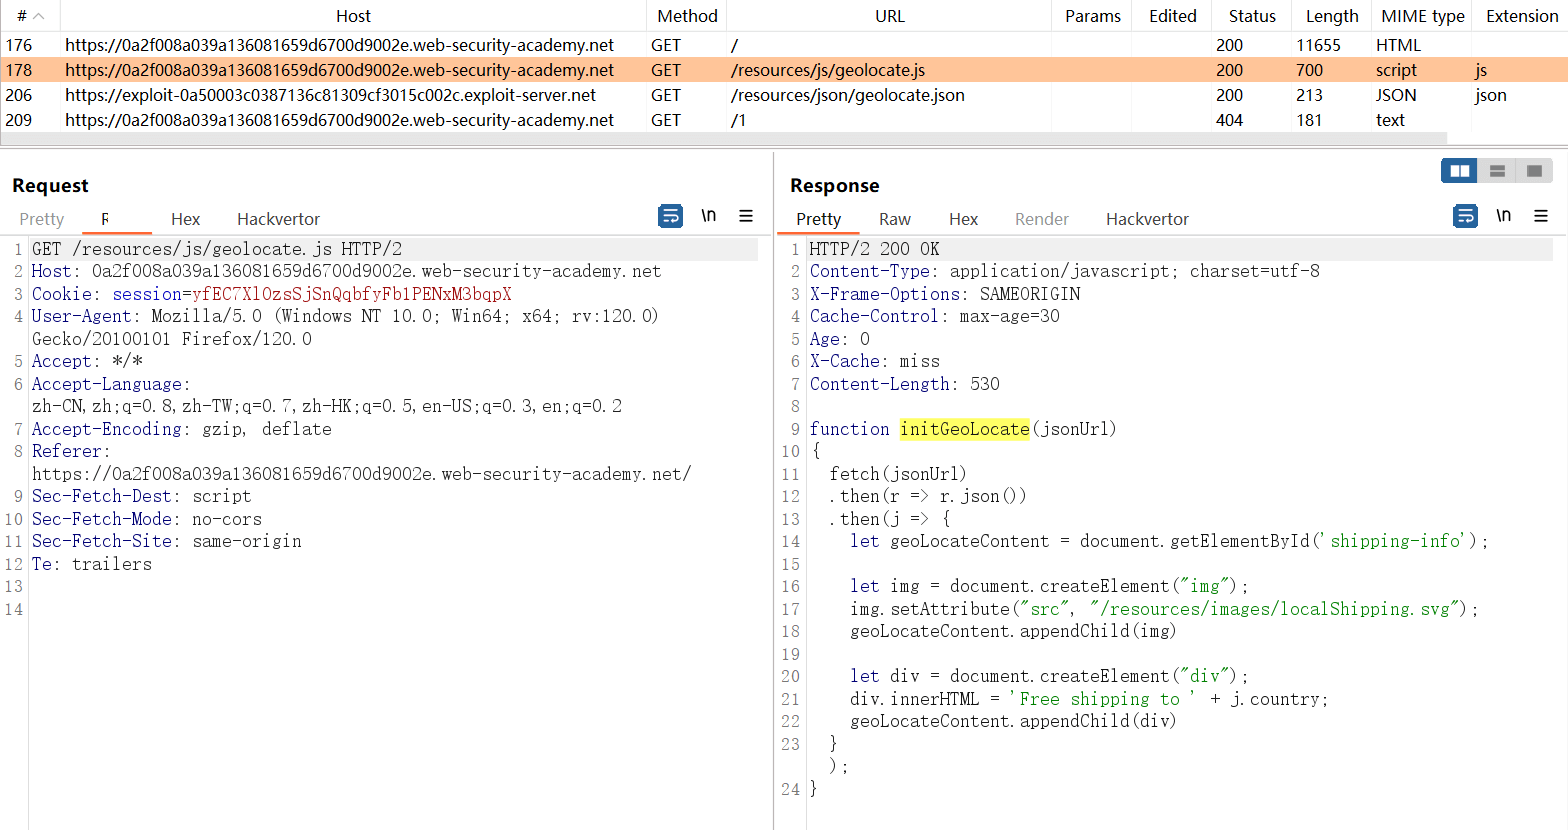 # Host Method URL Params Edited Status Length MIME type Extension
176 https://0a2f008a039a136081659d6700d9002e.web-security-academy.net GET / 200 11655 HTML
178 https://0a2f008a039a136081659d6700d9002e.web-security-academy.net GET /resources/js/geolocate.js 200 700 script js
206 https://exploit-0a50003c0387136c81309cf3015c002c.exploit-server.net GET /resources/json/geolocate.json 200 213 JSON json
209 https://0a2f008a039a136081659d6700d9002e.web-security-academy.net GET /1 404 181 text
Request
Pretty R Hex Hackvertor \n
1 GET /resources/js/geolocate.js HTTP/2
2 Host: 0a2f008a039a136081659d6700d9002e.web-security-academy.net
3 Cookie: session=yfEC7XlOzsSjSnQqbfyFb1PENxM3bqpX
4 User-Agent: Mozilla/5.0 (Windows NT 10.0; Win64; x64; rv:120.0)
Gecko/20100101 Firefox/120.0
5 Accept: */*
6 Accept-Language:
zh-CN,zh;q=0.8,zh-TW;q=0.7,zh-HK;q=0.5,en-US;q=0.3,en;q=0.2
7 Accept-Encoding: gzip, deflate
8 Referer:
https://0a2f008a039a136081659d6700d9002e.web-security-academy.net/
9 Sec-Fetch-Dest: script
10 Sec-Fetch-Mode: no-cors
11 Sec-Fetch-Site: same-origin
12 Te: trailers
13
14
Response
Pretty Raw Hex Render Hackvertor \n
1 HTTP/2 200 OK
2 Content-Type: application/javascript; charset=utf-8
3 X-Frame-Options: SAMEORIGIN
4 Cache-Control: max-age=30
5 Age: 0
6 X-Cache: miss
7 Content-Length: 530
8
9 function initGeoLocate(jsonUrl)
10 {
11 fetch(jsonUrl)
12 .then(r => r.json())
13 .then(j => {
14 let geoLocateContent = document.getElementById('shipping-info');
15
16 let img = document.createElement("img");
17 img.setAttribute("src", "/resources/images/localShipping.svg");
18 geoLocateContent.appendChild(img)
19
20 let div = document.createElement("div");
21 div.innerHTML = 'Free shipping to ' + j.country;
22 geoLocateContent.appendChild(div)
23 }
);
24 }